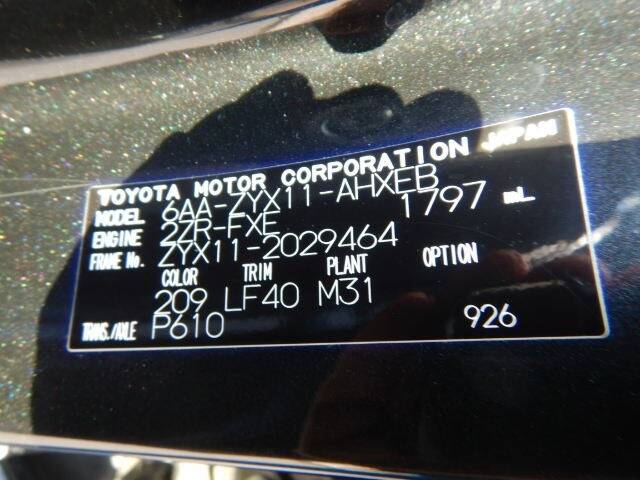 TOYOTA MOTOR CORPORATION JAPAN
MODEL 6AA-ZYX11-AHXEB
ENGINE 2ZR-FXE 1797 mL
FRAME No. ZYX11-2029464
COLOR TRIM PLANT OPTION
209 LF40 M31
TRANS./AXLE P610 926